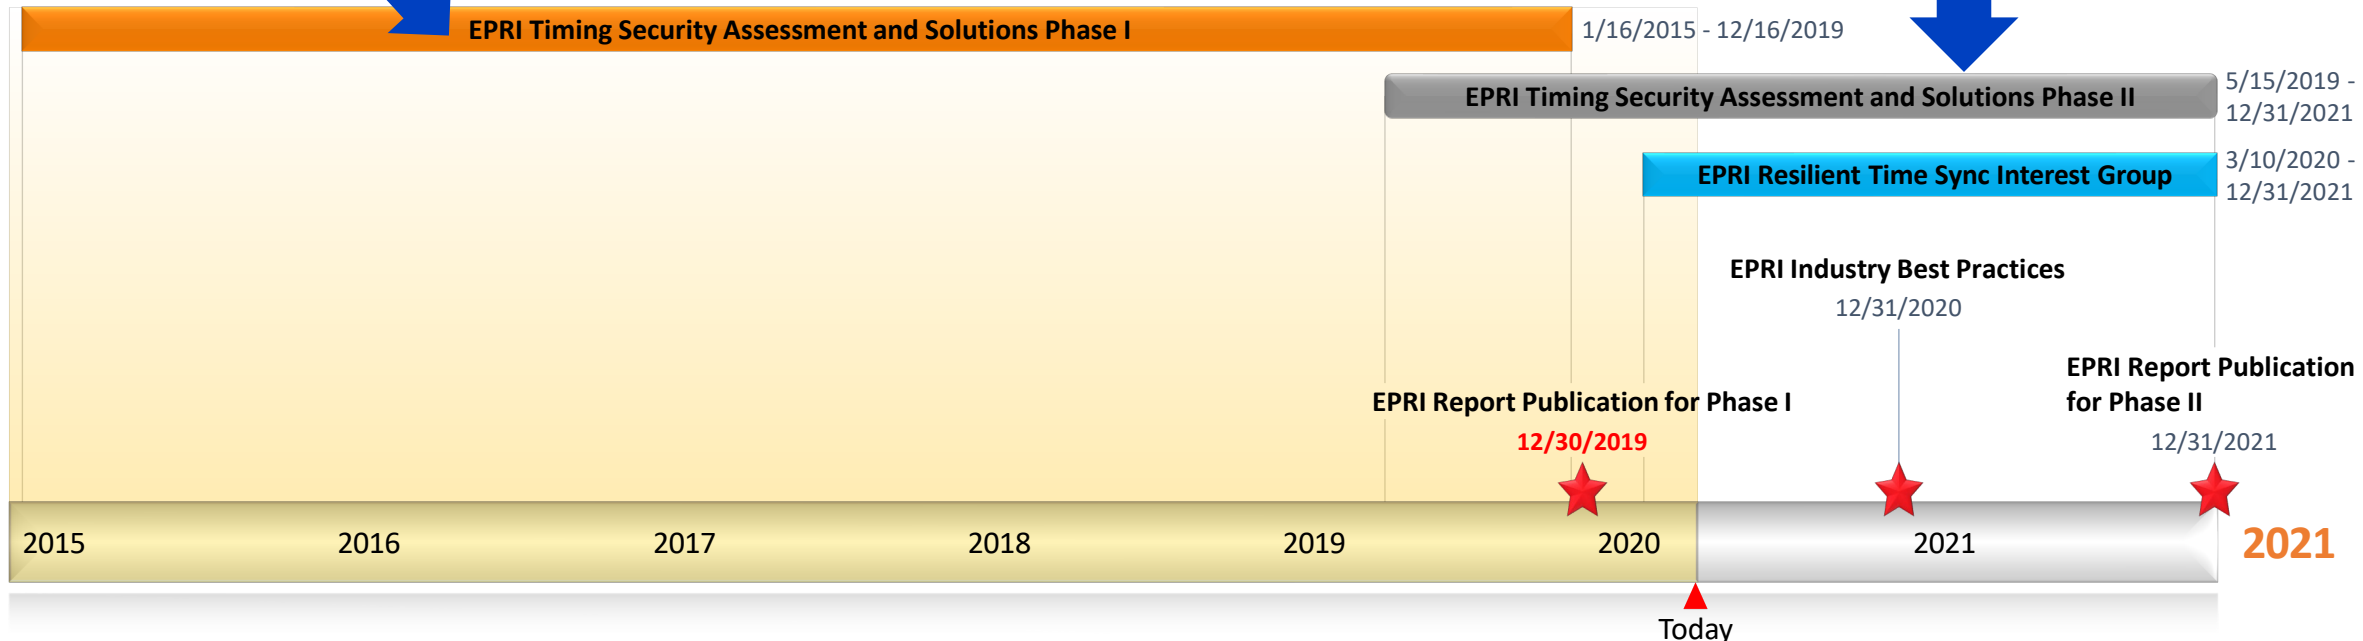 EPRI Timing Security Assessment and Solutions Phase I
1/16/2015 - 12/16/2019
EPRI Timing Security Assessment and Solutions Phase II
5/15/2019 -
12/31/2021
EPRI Resilient Time Sync Interest Group
3/10/2020 -
12/31/2021
EPRI Industry Best Practices
12/31/2020
EPRI Report Publication for Phase I
12/30/2019
EPRI Report Publication
for Phase II
12/31/2021
2015 2016 2017 2018 2019 2020 2021 2021
Today